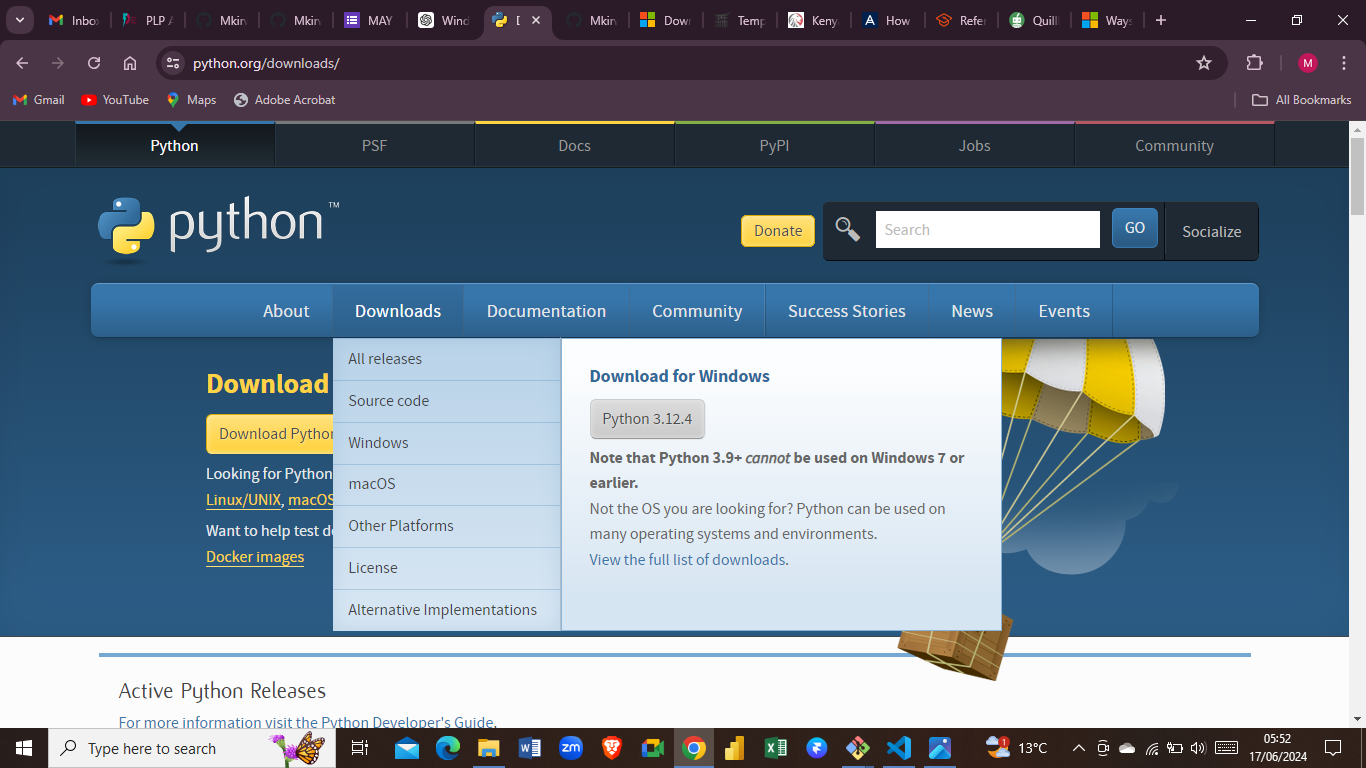 Inbox
PLP A
Mkirv
Mkirv
MAY
Wind
D
Mkirv
Dow
Temp
Keny
How
Refer
Quill
Ways
python.org/downloads/
M
Gmail
YouTube
Maps
Adobe Acrobat
All Bookmarks
Python
PSF
Docs
PyPI
Jobs
Community
python™
Donate
Search
GO
Socialize
About
Downloads
Documentation
Community
Success Stories
News
Events
Download
Download Python
Looking for Python
Linux/UNIX, macOS
Want to help test de
Docker images
All releases
Source code
Windows
macOS
Other Platforms
License
Alternative Implementations
Download for Windows
Python 3.12.4
Note that Python 3.9+ cannot be used on Windows 7 or
earlier.
Not the OS you are looking for? Python can be used on
many operating systems and environments.
View the full list of downloads.
Active Python Releases
For more information visit the Python Developer's Guide.
Type here to search
zm
1
13°C
05:52
17/06/2024